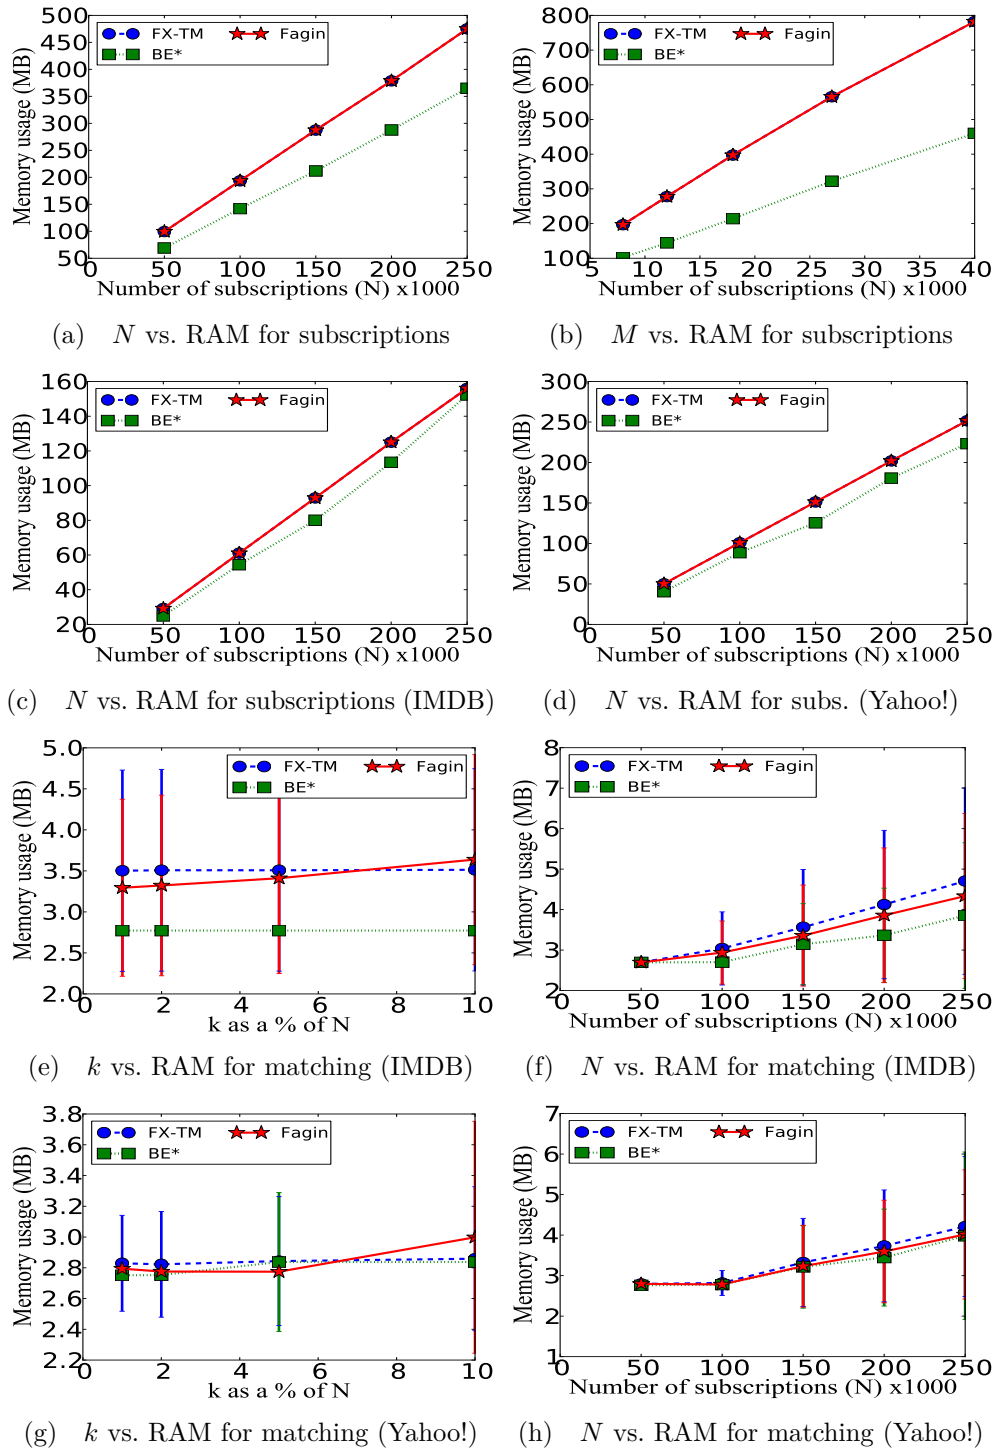 500
450
400
350
300
250
200
150
100
50
Memory usage (MB)
FX-TM
Fagin
BE*
0 50 100 150 200 250
Number of subscriptions (N) x1000
(a) N vs. RAM for subscriptions
800
700
600
500
400
300
200
100
Memory usage (MB)
FX-TM
Fagin
BE*
5 10 15 20 25 30 35 40
Number of subscriptions (N) x1000
(b) M vs. RAM for subscriptions
160
140
120
100
80
60
40
20
Memory usage (MB)
FX-TM
Fagin
BE*
0 50 100 150 200 250
Number of subscriptions (N) x1000
(c) N vs. RAM for subscriptions (IMDB)
300
250
200
150
100
50
0
Memory usage (MB)
FX-TM
Fagin
BE*
0 50 100 150 200 250
Number of subscriptions (N) x1000
(d) N vs. RAM for subs. (Yahoo!)
5.0
4.5
4.0
3.5
3.0
2.5
2.0
Memory usage (MB)
FX-TM
Fagin
BE*
0 2 4 6 8 10
k as a % of N
(e) k vs. RAM for matching (IMDB)
8
7
6
5
4
3
2
Memory usage (MB)
FX-TM
Fagin
BE*
0 50 100 150 200 250
Number of subscriptions (N) x1000
(f) N vs. RAM for matching (IMDB)
3.8
3.6
3.4
3.2
3.0
2.8
2.6
2.4
2.2
Memory usage (MB)
FX-TM
Fagin
BE*
0 2 4 6 8 10
k as a % of N
(g) k vs. RAM for matching (Yahoo!)
7
6
5
4
3
2
1
Memory usage (MB)
FX-TM
Fagin
BE*
0 50 100 150 200 250
Number of subscriptions (N) x1000
(h) N vs. RAM for matching (Yahoo!)